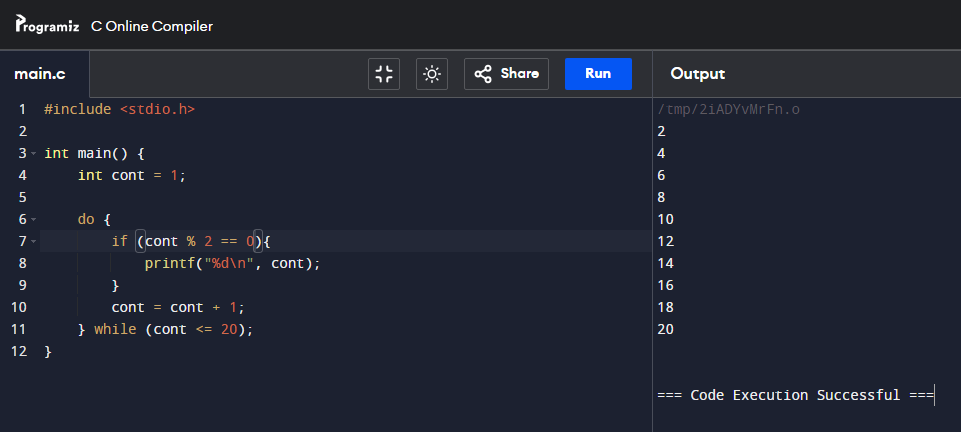 Programiz C Online Compiler
main.c Share Run Output
1 #include <stdio.h>
2
3 int main() {
4     int cont = 1;
5
6     do {
7         if (cont % 2 == 0){
8             printf("%d\n", cont);
9         }
10         cont = cont + 1;
11     } while (cont <= 20);
12 }
/tmp/2iADYvMrFn.o
2
4
6
8
10
12
14
16
18
20
=== Code Execution Successful ===